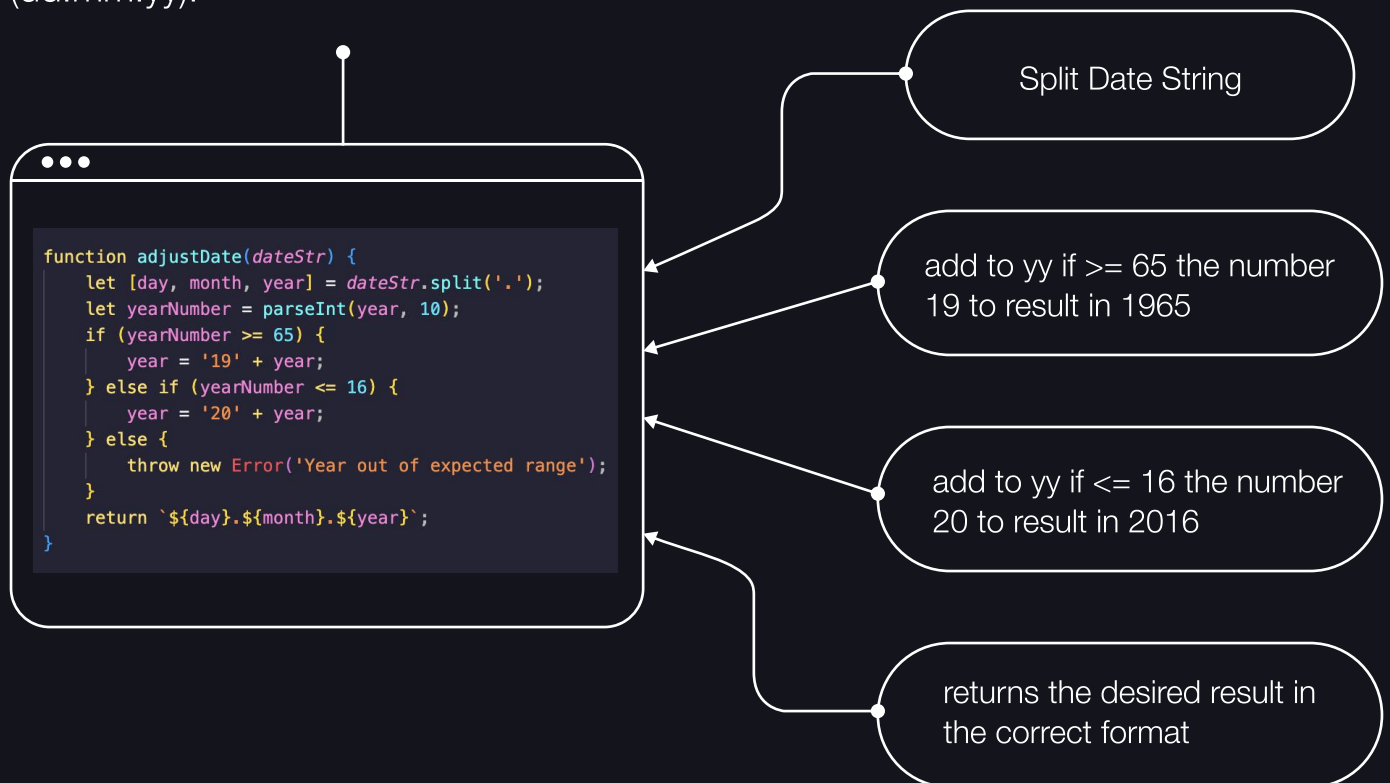 (dd.mm.yy).
Split Date String
function adjustDate(dateStr) {
let [day, month, year] = dateStr.split('.');
let yearNumber = parseInt(year, 10);
if (yearNumber >= 65) {
year = '19' + year;
} else if (yearNumber <= 16) {
year = '20' + year;
} else {
throw new Error('Year out of expected range');
}
return `${day}.${month}.${year}`;
}
add to yy if >= 65 the number
19 to result in 1965
add to yy if <= 16 the number
20 to result in 2016
returns the desired result in
the correct format